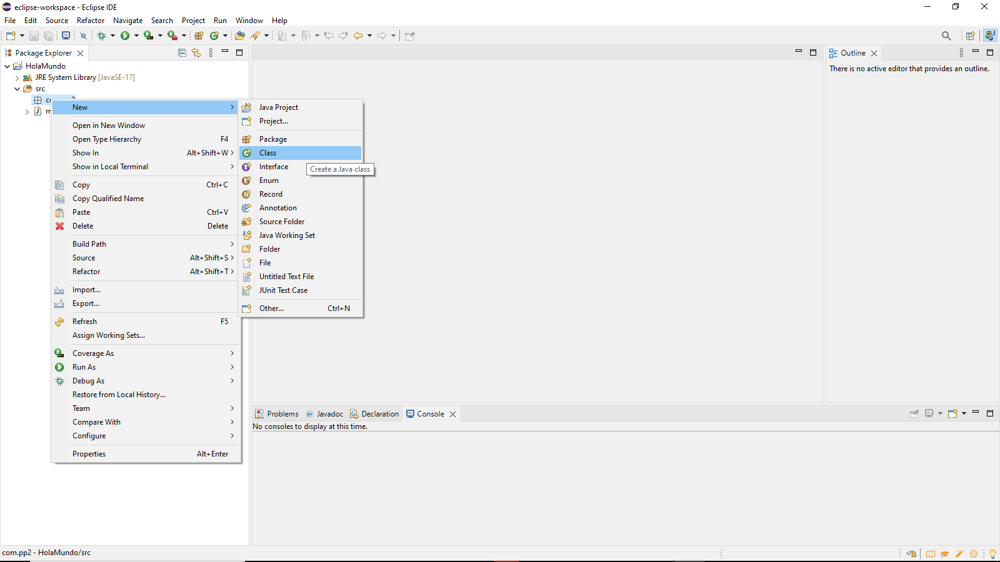 eclipse-workspace - Eclipse IDE
File Edit Source Refactor Navigate Search Project Run Window Help
Package Explorer
HolaMundo
JRE System Library [JavaSE-17]
src
New
Open in New Window
Open Type Hierarchy F4
Show In Alt+Shift+W
Show in Local Terminal
Copy Ctrl+C
Copy Qualified Name
Paste Ctrl+V
Delete Delete
Build Path
Source Alt+Shift+S
Refactor Alt+Shift+T
Import...
Export...
Refresh F5
Assign Working Sets...
Coverage As
Run As
Debug As
Restore from Local History...
Team
Compare With
Configure
Properties Alt+Enter
Java Project
Project...
Package
Class
Interface
Create a Java class
Enum
Record
Annotation
Source Folder
Java Working Set
Folder
File
Untitled Text File
JUnit Test Case
Other... Ctrl+N
Outline
There is no active editor that provides an outline.
Problems Javadoc Declaration Console
No consoles to display at this time.
com.pp2 - HolaMundo/src